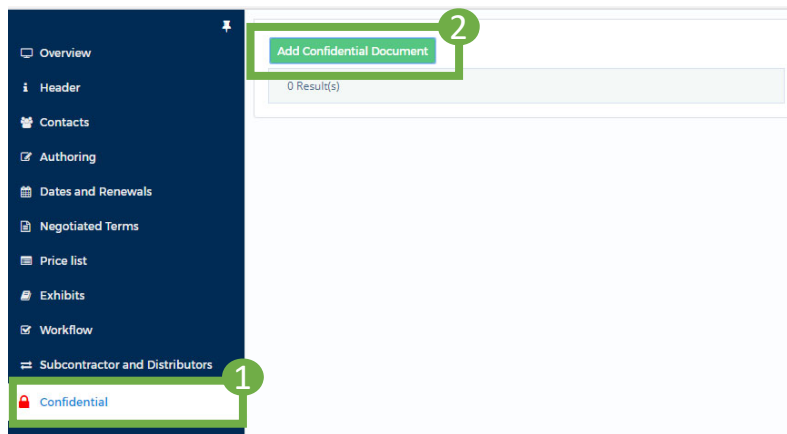 Overview
Header
Contacts
Authoring
Dates and Renewals
Negotiated Terms
Price list
Exhibits
Workflow
Subcontractor and Distributors
1
Confidential
2
Add Confidential Document
0 Result(s)